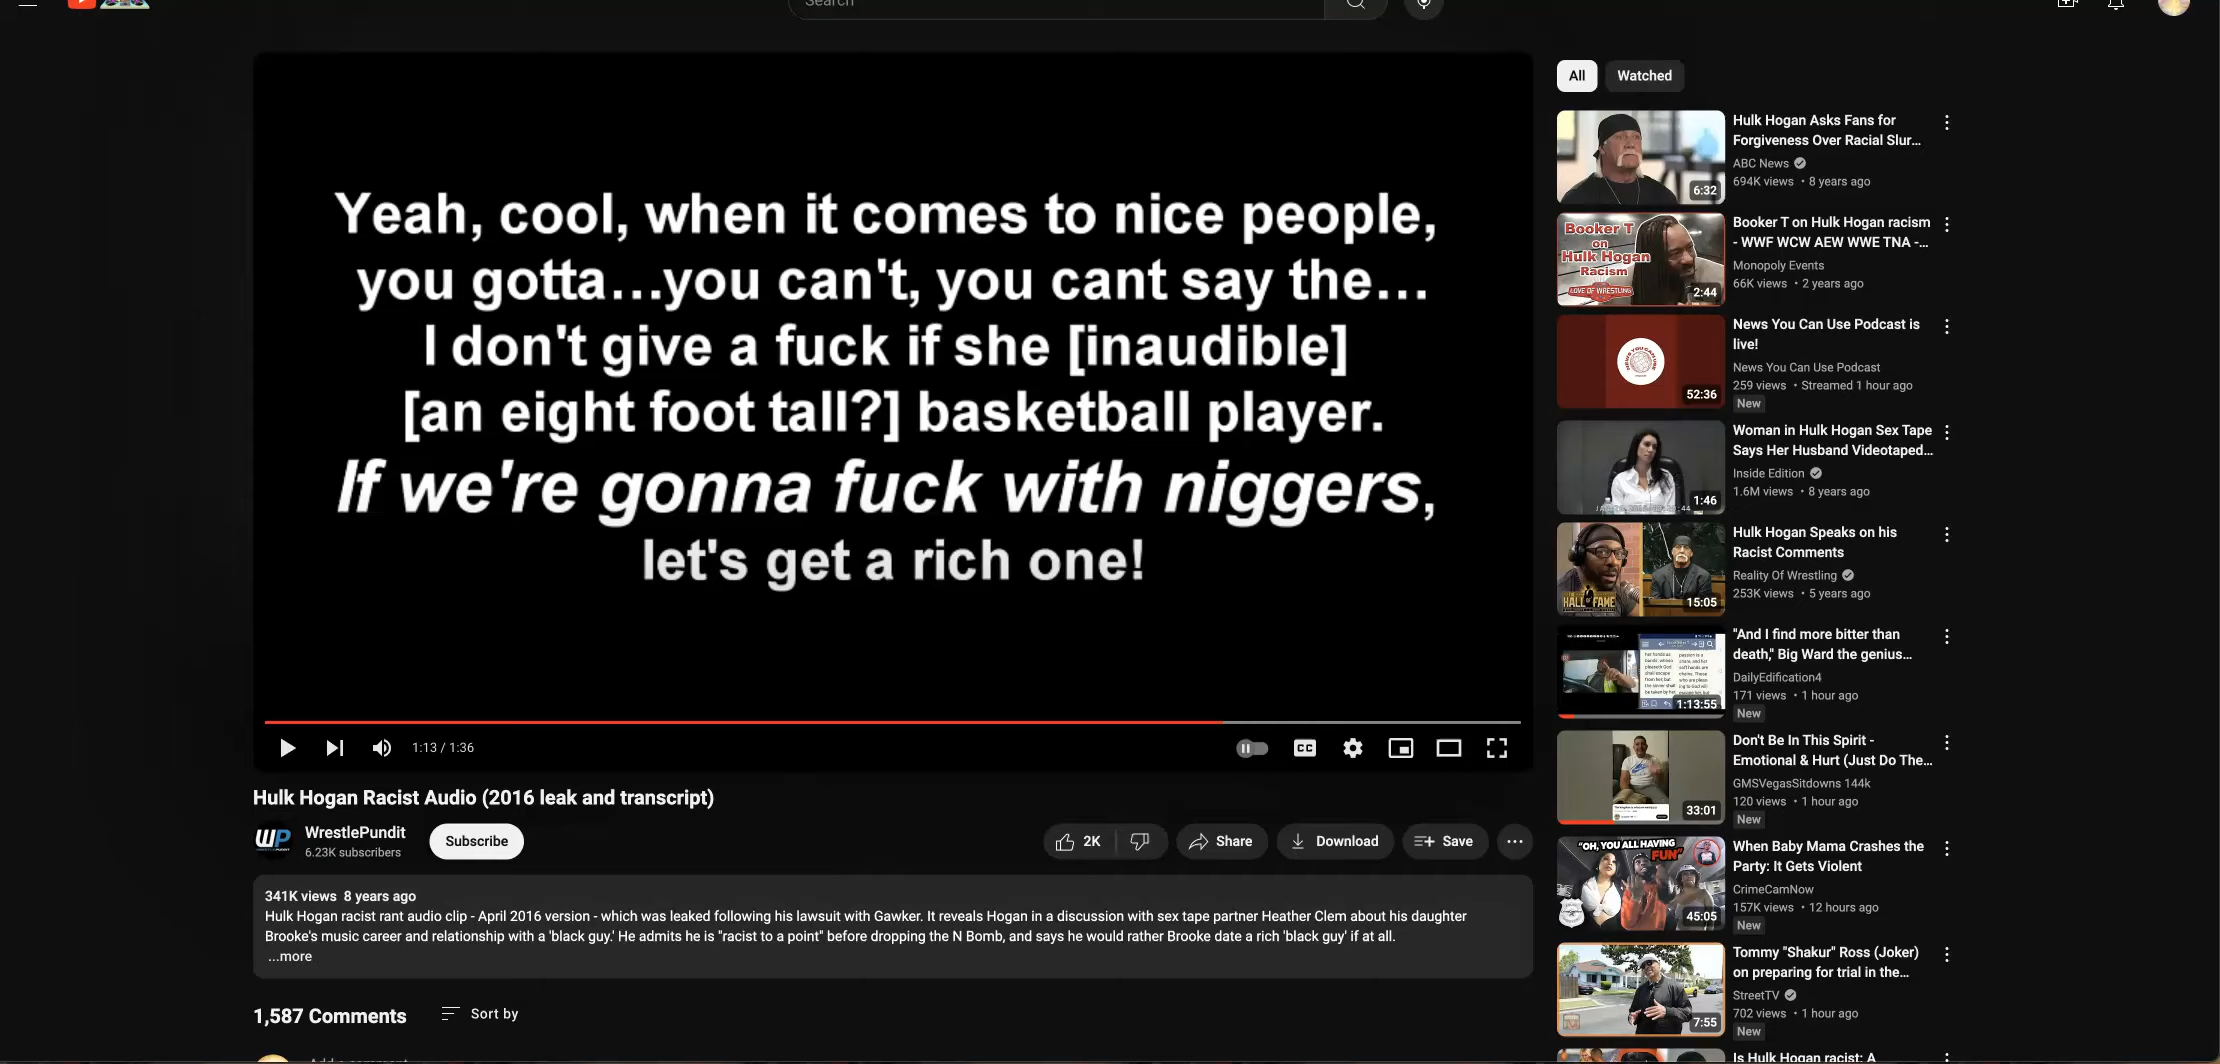 Search
Yeah, cool, when it comes to nice people,
you gotta...you can't, you cant say the...
I don't give a fuck if she [inaudible]
[an eight foot tall?] basketball player.
If we're gonna fuck with niggers,
let's get a rich one!
1:13 / 1:36
CC
Hulk Hogan Racist Audio (2016 leak and transcript)
WP
WrestlePundit
6.23K subscribers
Subscribe
2K
Share
Download
Save
341K views 8 years ago
Hulk Hogan racist rant audio clip - April 2016 version - which was leaked following his lawsuit with Gawker. It reveals Hogan in a discussion with sex tape partner Heather Clem about his daughter
Brooke's music career and relationship with a 'black guy.' He admits he is "racist to a point" before dropping the N Bomb, and says he would rather Brooke date a rich 'black guy' if at all.
...more
1,587 Comments
Sort by
Add a comment
All
Watched
6:32
Hulk Hogan Asks Fans for
Forgiveness Over Racial Slur...
ABC News
694K views • 8 years ago
Booker T
on
Hulk Hogan
Racism
LOVE OF WRESTLING
2:44
Booker T on Hulk Hogan racism
- WWF WCW AEW WWE TNA -...
Monopoly Events
66K views • 2 years ago
52:36
News You Can Use Podcast is
live!
News You Can Use Podcast
259 views • Streamed 1 hour ago
New
1:46
Woman in Hulk Hogan Sex Tape
Says Her Husband Videotaped...
Inside Edition
1.6M views • 8 years ago
HALL OF FAME
15:05
Hulk Hogan Speaks on his
Racist Comments
Reality Of Wrestling
253K views • 5 years ago
1:13:55
"And I find more bitter than
death," Big Ward the genius...
DailyEdification4
171 views • 1 hour ago
New
33:01
Don't Be In This Spirit -
Emotional & Hurt (Just Do The...
GMSVegasSitdowns 144k
120 views • 1 hour ago
New
"OH, YOU ALL HAVING
FUN"
45:05
When Baby Mama Crashes the
Party: It Gets Violent
CrimeCamNow
157K views • 12 hours ago
New
7:55
Tommy "Shakur" Ross (Joker)
on preparing for trial in the...
StreetTV
702 views • 1 hour ago
New
Is Hulk Hogan racist: A